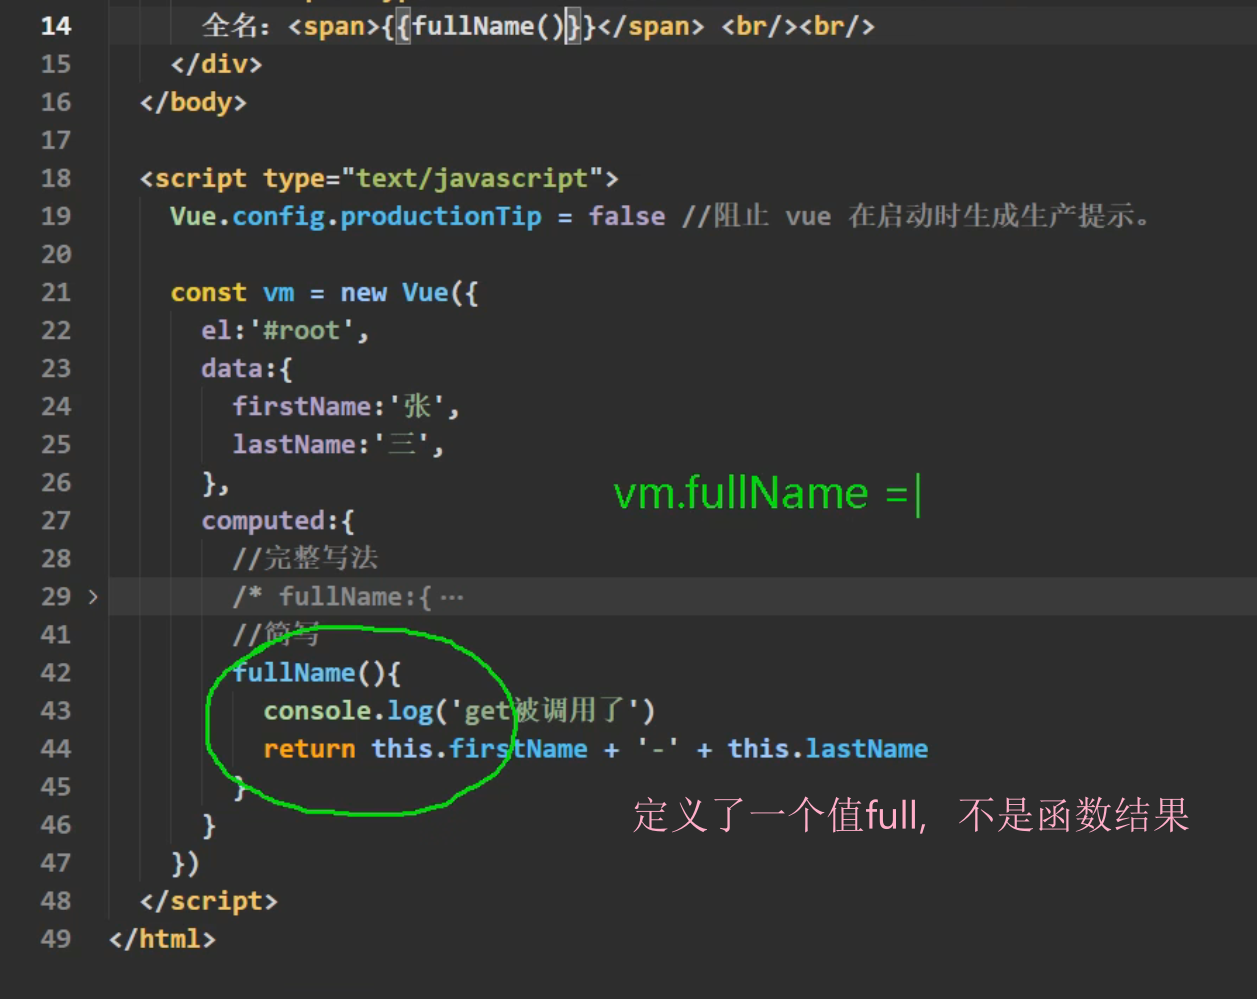 14 全名: <span>{{fullName()}}</span> <br/><br/>
15 </div>
16 </body>
17
18 <script type="text/javascript">
19 Vue.config.productionTip = false //阻止 vue 在启动时生成生产提示。
20
21 const vm = new Vue({
22 el:'#root',
23 data:{
24 firstName:'张',
25 lastName:'三',
26 },
vm.fullName =
27 computed:{
28 //完整写法
29 /* fullName:{ ...
41 //简写
42 fullName(){
43 console.log('get被调用了')
44 return this.firstName + '-' + this.lastName
45 }
定义了一个值full, 不是函数结果
46 }
47 })
48 </script>
49 </html>